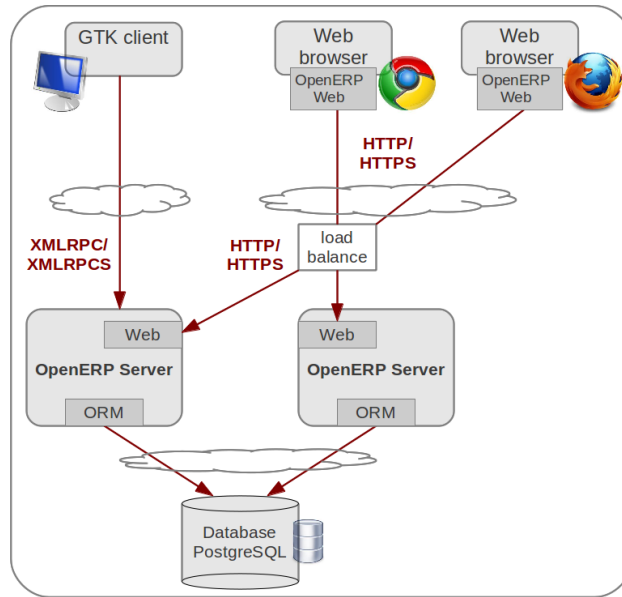 GTK client
Web
browser
OpenERP
Web
Web
browser
OpenERP
Web
HTTP/
HTTPS
XMLRPC/
XMLRPCS
HTTP/
HTTPS
load
balance
Web
OpenERP Server
ORM
Web
OpenERP Server
ORM
Database
PostgreSQL